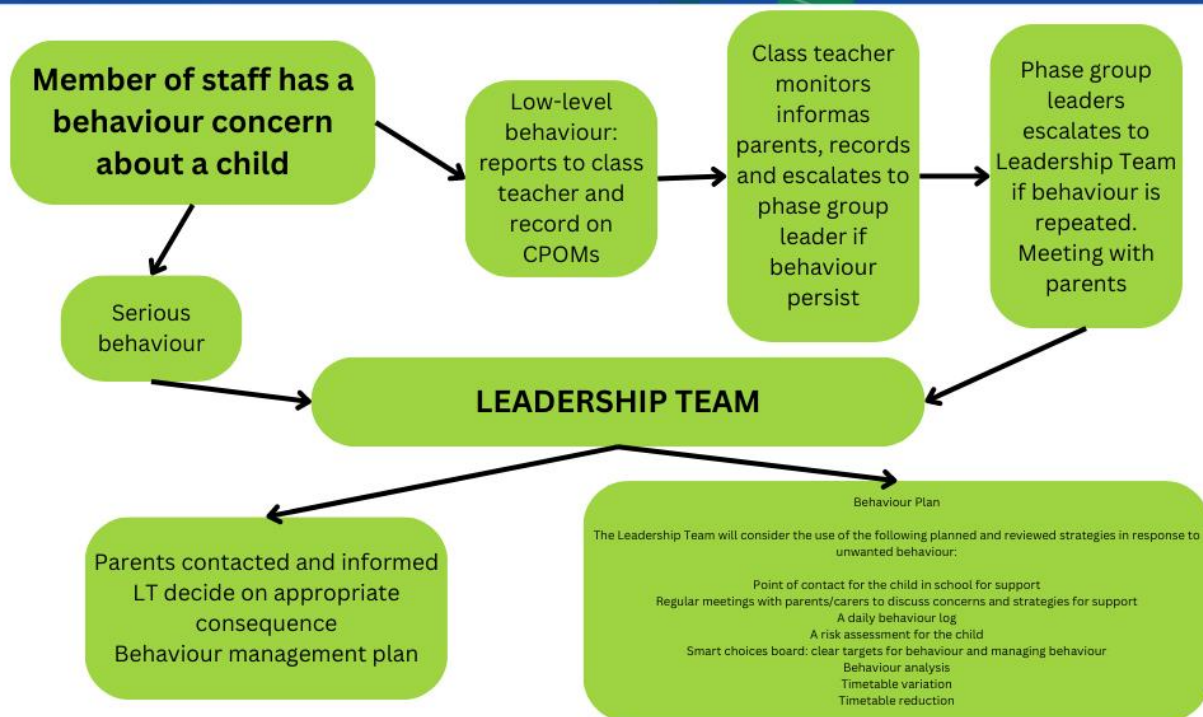 Member of staff has a
behaviour concern
about a child
Low-level
behaviour:
reports to class
teacher and
record on
CPOMs
Class teacher
monitors
informas
parents, records
and escalates to
phase group
leader if
behaviour
persist
Phase group
leaders
escalates to
Leadership Team
if behaviour is
repeated.
Meeting with
parents
Serious
behaviour
LEADERSHIP TEAM
Parents contacted and informed
LT decide on appropriate
consequence
Behaviour management plan
Behaviour Plan
The Leadership Team will consider the use of the following planned and reviewed strategies in response to
unwanted behaviour:
Point of contact for the child in school for support
Regular meetings with parents/carers to discuss concerns and strategies for support
A daily behaviour log
A risk assessment for the child
Smart choices board: clear targets for behaviour and managing behaviour
Behaviour analysis
Timetable variation
Timetable reduction